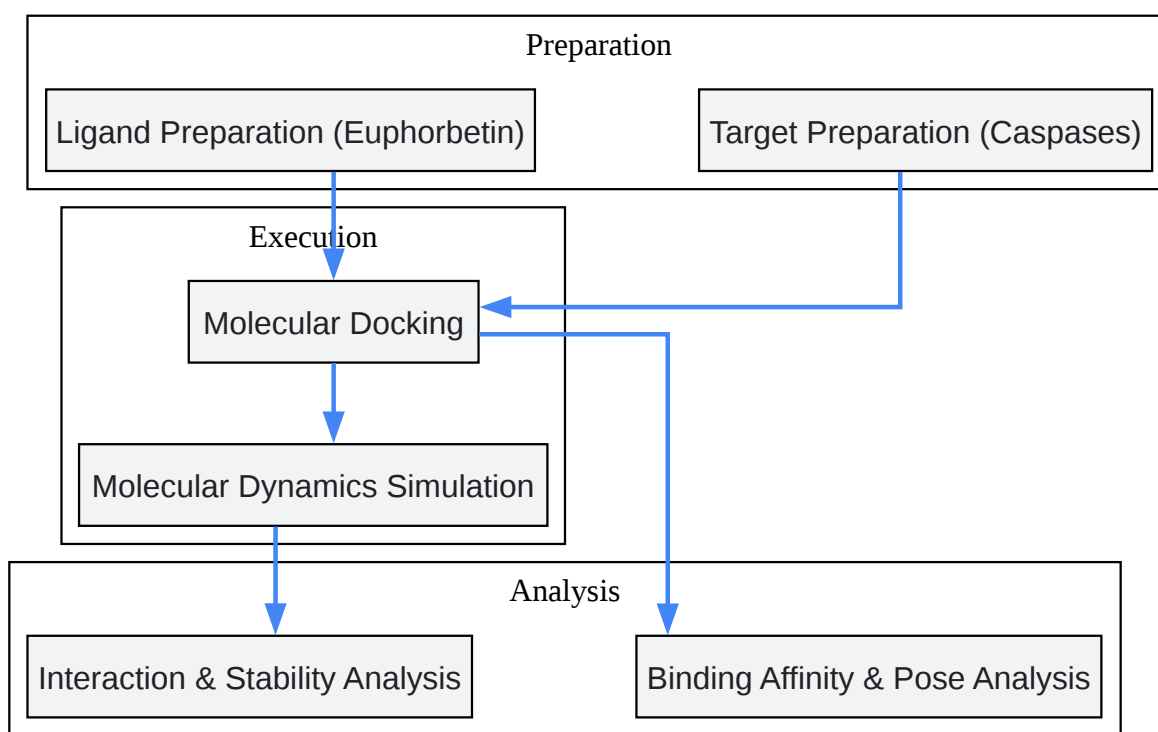 Preparation
Ligand Preparation (Euphorbetin)
Target Preparation (Caspases)
Execution
Molecular Docking
Molecular Dynamics Simulation
Analysis
Interaction & Stability Analysis
Binding Affinity & Pose Analysis